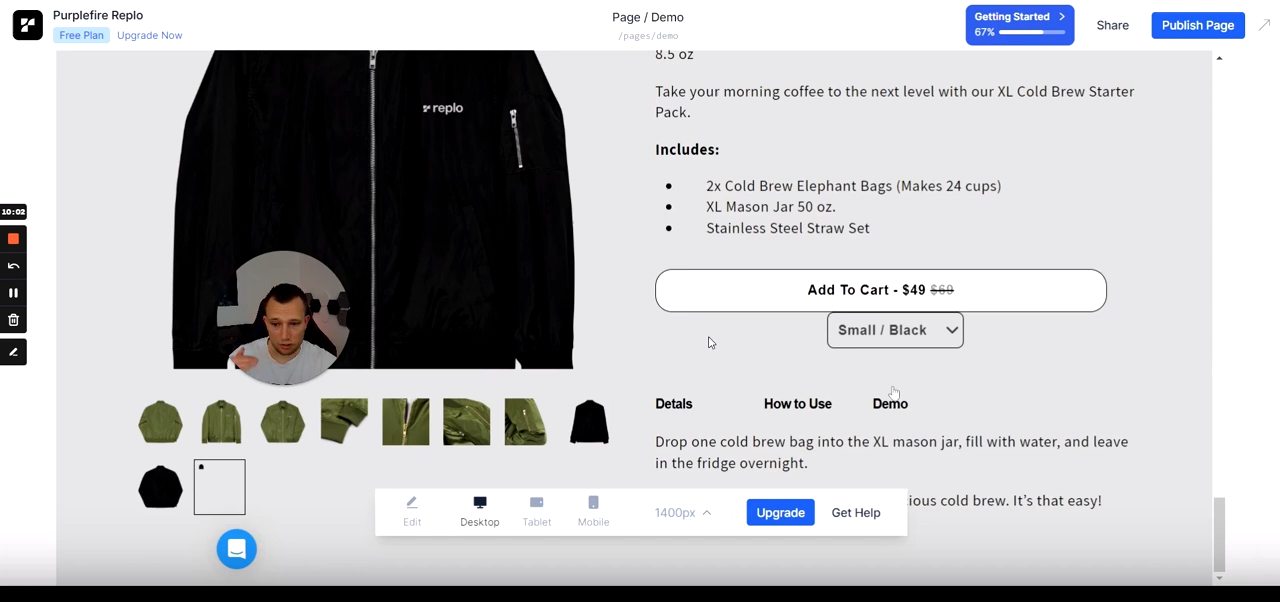 Purplefire Replo
Free Plan Upgrade Now
Page / Demo
/pages/demo
Getting Started
67%
Share
Publish Page
10:02
replo
8.5 oz
Take your morning coffee to the next level with our XL Cold Brew Starter
Pack.
Includes:
2x Cold Brew Elephant Bags (Makes 24 cups)
XL Mason Jar 50 oz.
Stainless Steel Straw Set
Add To Cart - $49 $69
Small / Black
Detals How to Use Demo
Drop one cold brew bag into the XL mason jar, fill with water, and leave
in the fridge overnight.
cious cold brew. It’s that easy!
Edit Desktop Tablet Mobile 1400px Upgrade Get Help